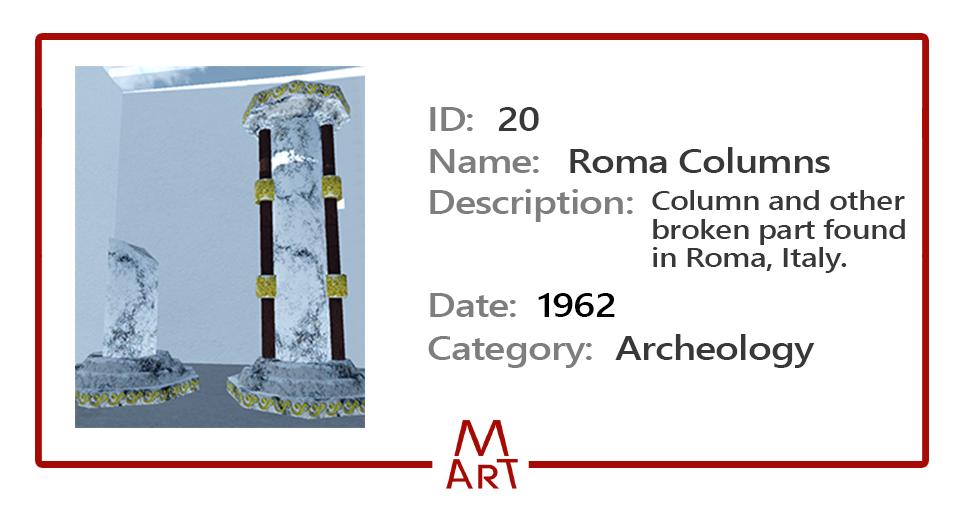 ID: 20
Name: Roma Columns
Description: Column and other
broken part found
in Roma, Italy.
Date: 1962
Category: Archeology
M
ART